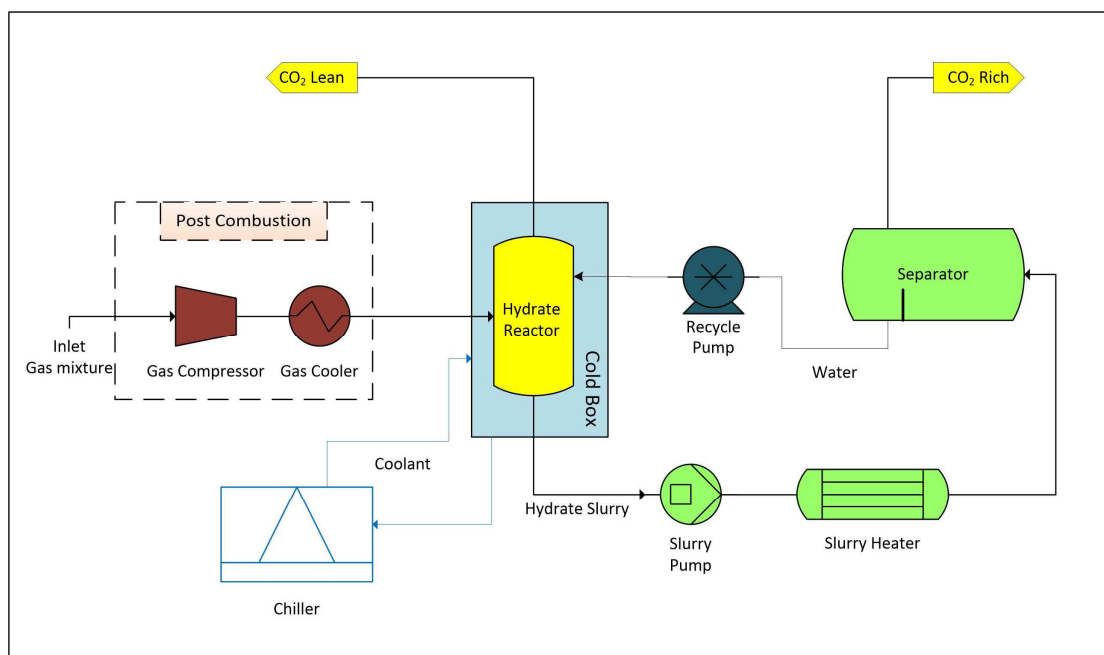 CO₂ Lean
CO₂ Rich
Post Combustion
Inlet
Gas mixture
Gas Compressor
Gas Cooler
Hydrate
Reactor
Cold Box
Recycle
Pump
Separator
Water
Coolant
Chiller
Hydrate Slurry
Slurry
Pump
Slurry Heater